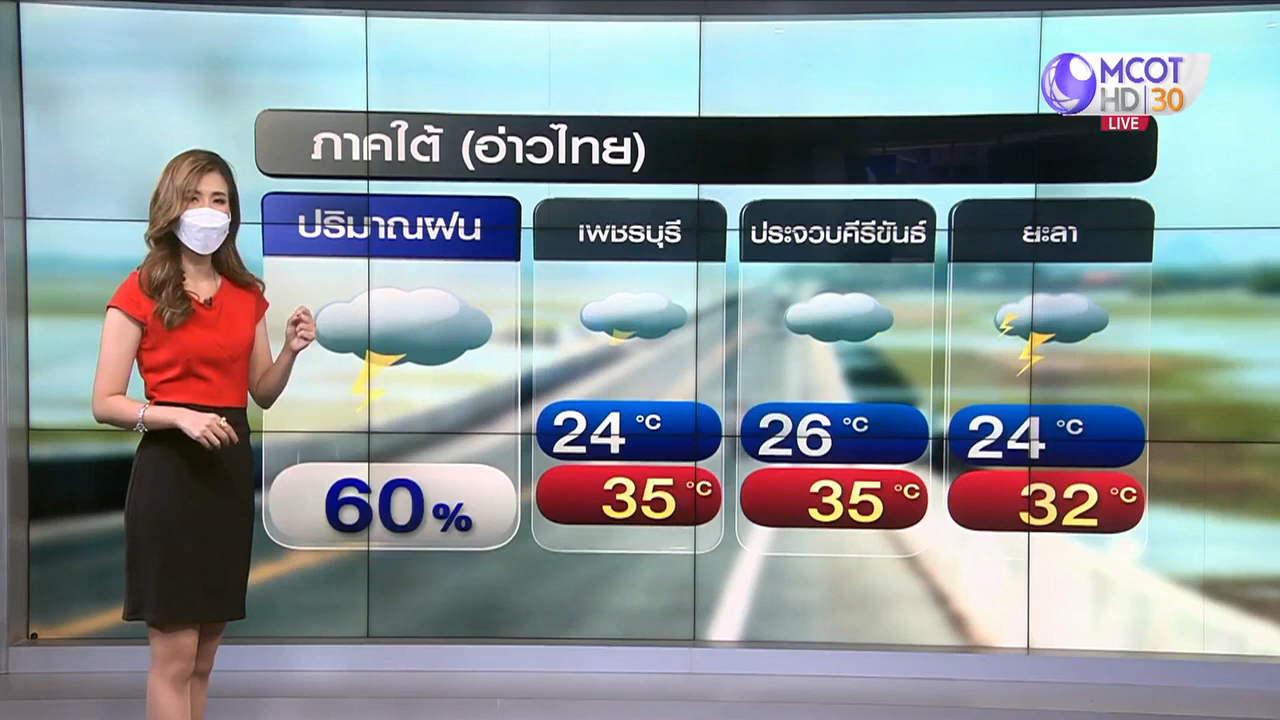 MCOT
HD 30
LIVE
ภาคใต้ (อ่าวไทย)
ปริมาณฝน
เพชรบุรี
ประจวบคีรีขันธ์
ยะลา
24 °C
26 °C
24 °C
60 %
35 °C
35 °C
32 °C